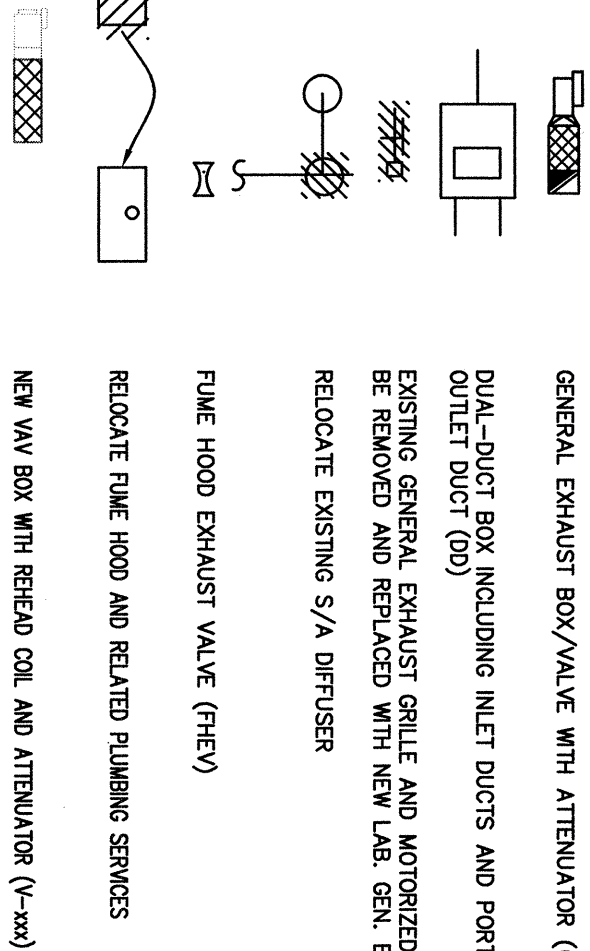 GENERAL EXHAUST BOX/VALVE WITH ATTENUATOR (
DUAL-DUCT BOX INCLUDING INLET DUCTS AND PORT
OUTLET DUCT (DD)
EXISTING GENERAL EXHAUST GRILLE AND MOTORIZED
BE REMOVED AND REPLACED WITH NEW LAB. GEN. E
RELOCATE EXISTING S/A DIFFUSER
FUME HOOD EXHAUST VALVE (FHEV)
RELOCATE FUME HOOD AND RELATED PLUMBING SERVICES
NEW VAV BOX WITH REHEAD COIL AND ATTENUATOR (V-xxx)